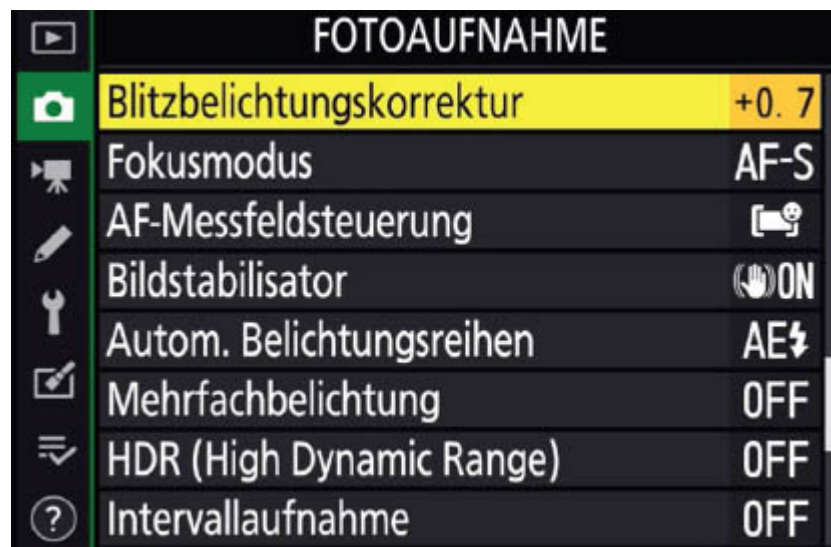 FOTOAUFNAHME
Blitzbelichtungskorrektur +0. 7
Fokusmodus AF-S
AF-Messfeldsteuerung
Bildstabilisator ON
Autom. Belichtungsreihen AE
Mehrfachbelichtung OFF
HDR (High Dynamic Range) OFF
Intervallaufnahme OFF
?